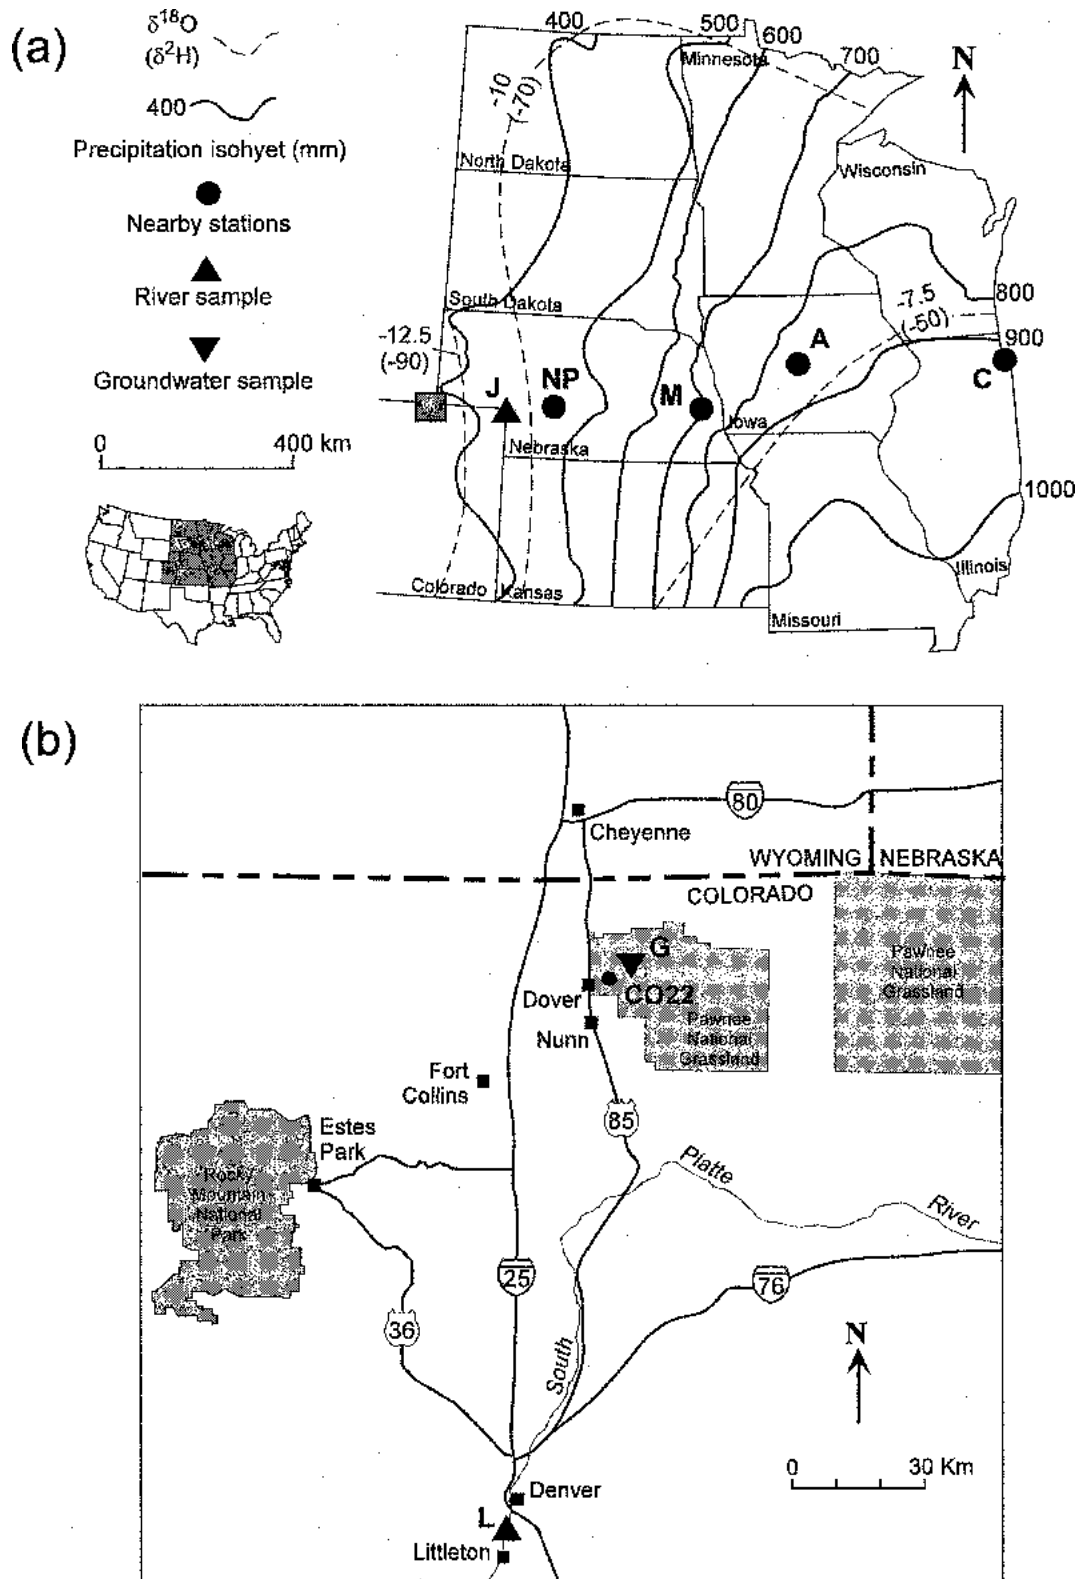 (a)
δ¹⁸O
(δ²H)
400
Precipitation isohyet (mm)
Nearby stations
River sample
Groundwater sample
0 400 km
400
500
600
700
N
Minnesota
-10
(-70)
North Dakota
Wisconsin
South Dakota
-12.5
(-90)
-7.5
(-50)
800
900
A
C
J
NP
M
Iowa
Nebraska
1000
Colorado
Kansas
Illinois
Missouri
(b)
80
Cheyenne
WYOMING
NEBRASKA
COLORADO
G
CO22
Dover
Nunn
Pawnee
National
Grassland
Pawnee
National
Grassland
Fort
Collins
85
Estes
Park
Rocky
Mountain
National
Park
Platte
River
25
76
36
South
N
0 30 Km
Denver
L
Littleton